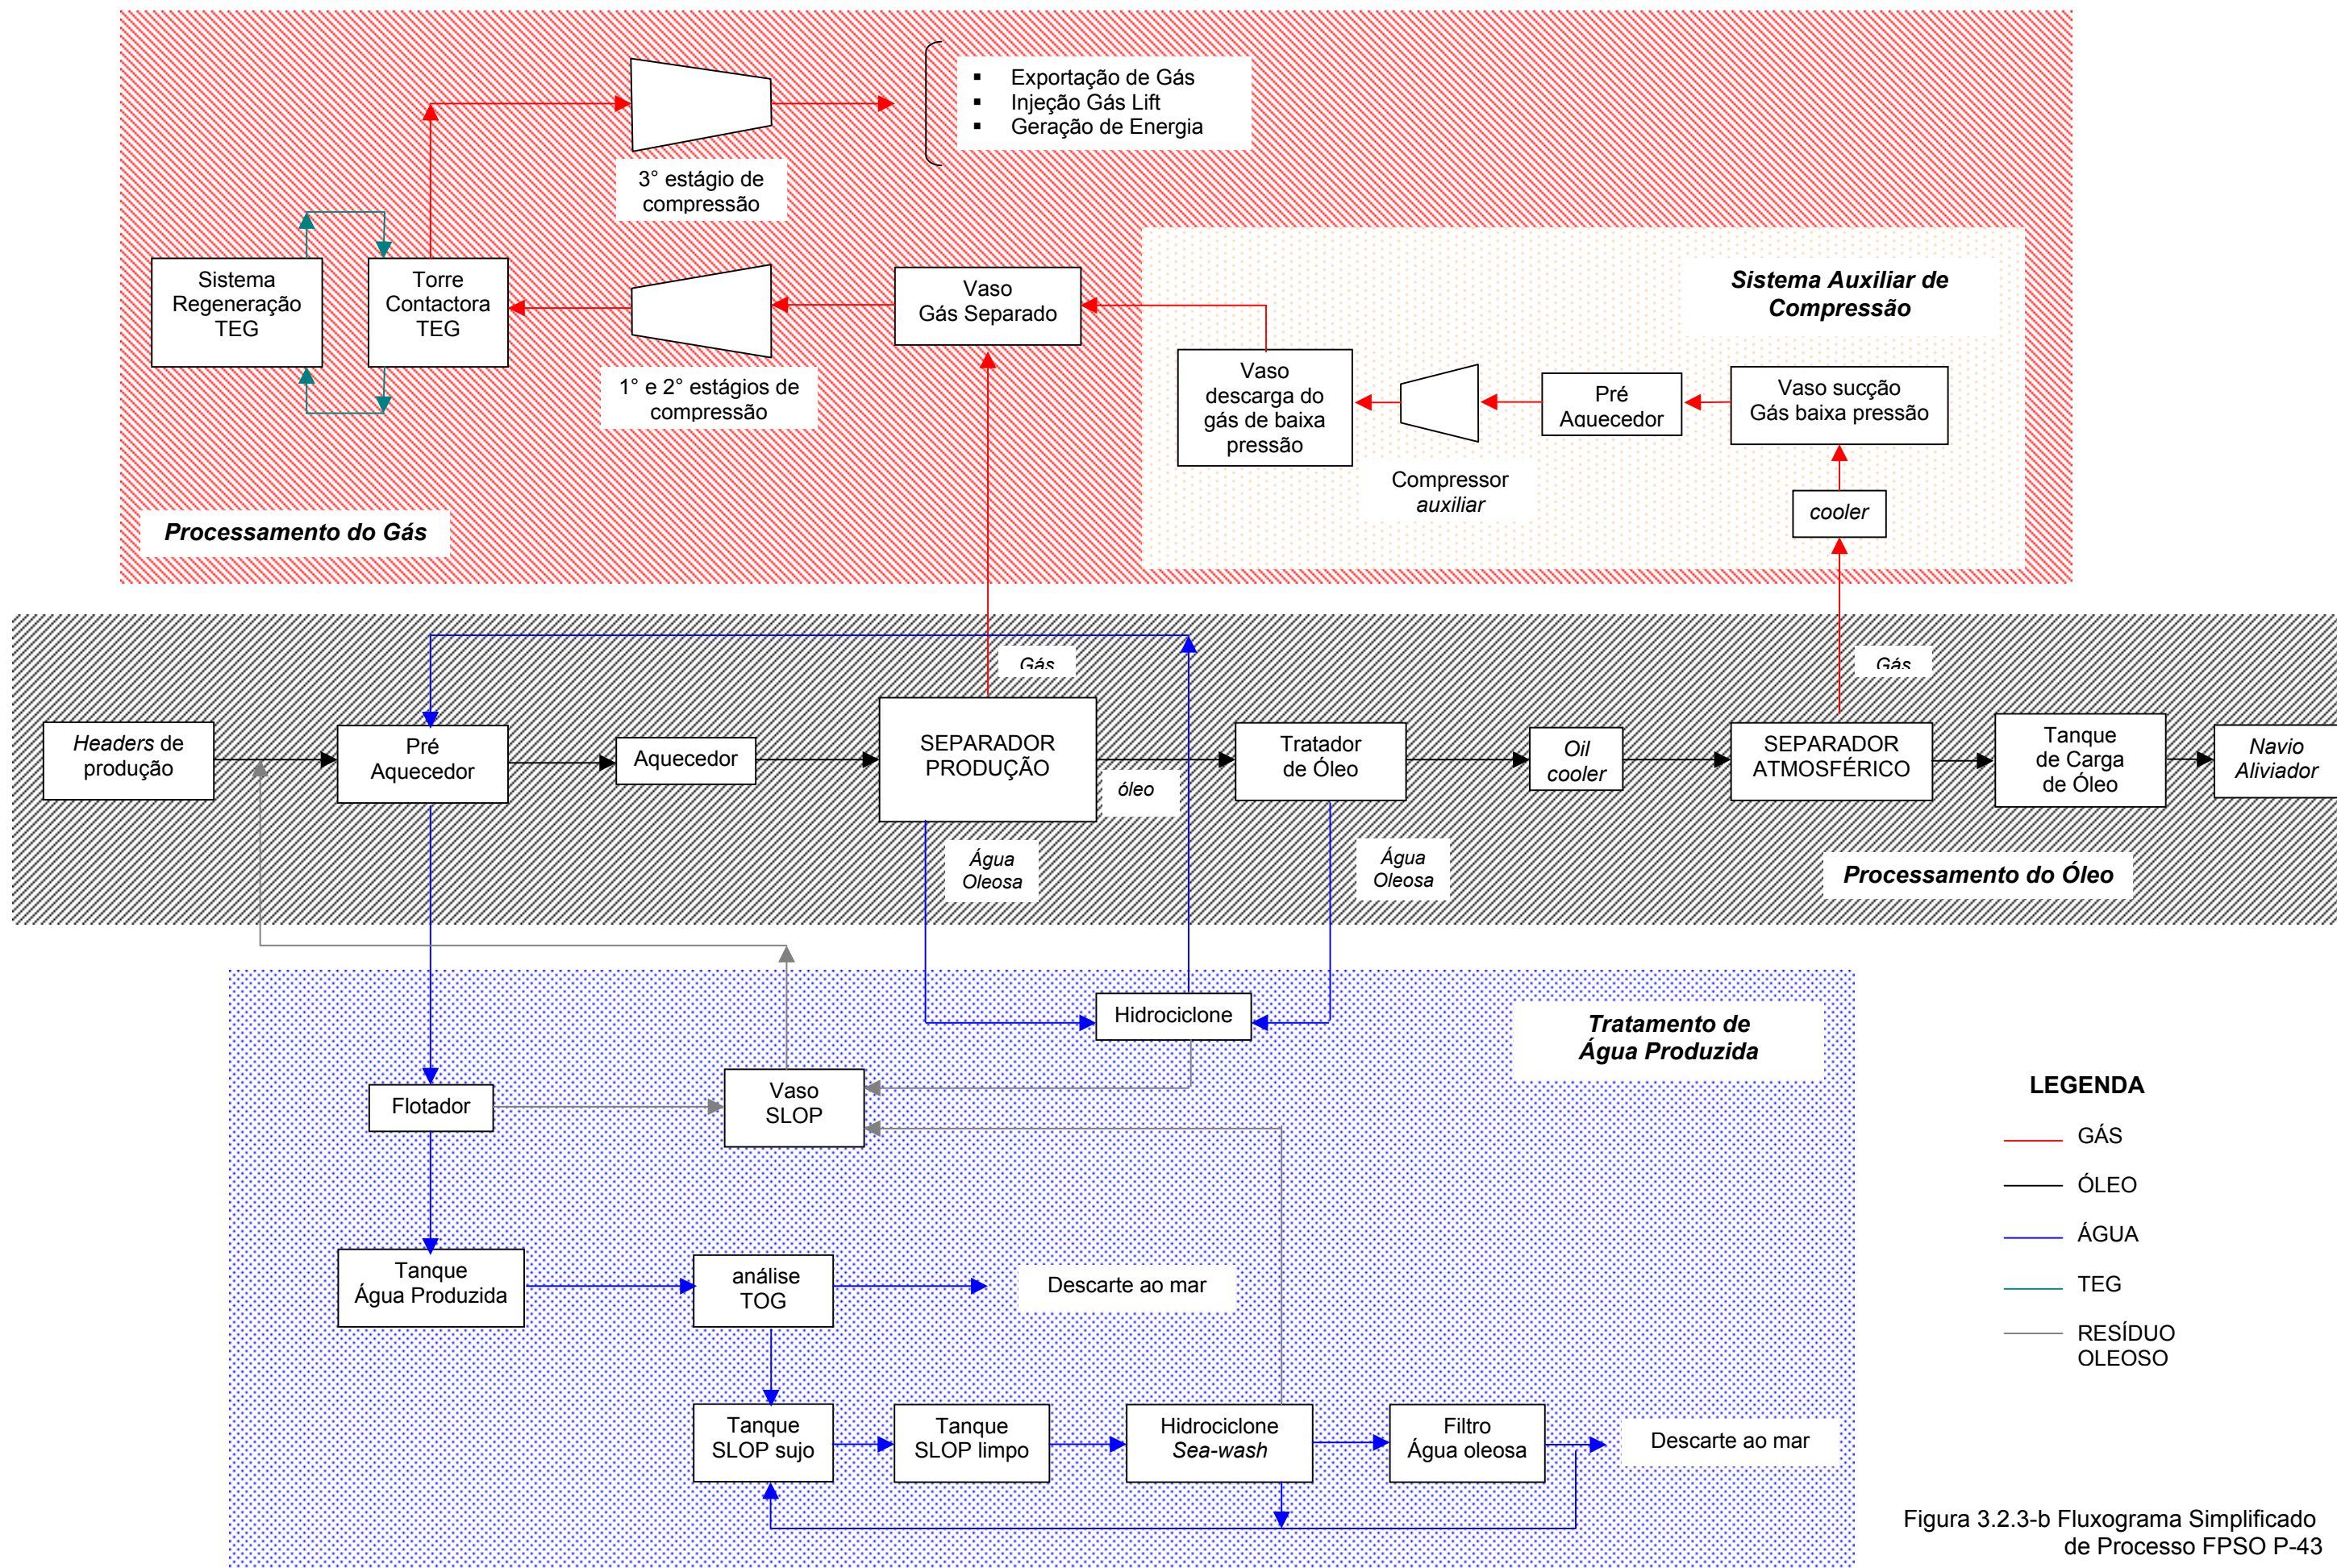 ▪ Exportação de Gás
▪ Injeção Gás Lift
▪ Geração de Energia
3° estágio de
compressão
Sistema
Regeneração
TEG
Torre
Contactora
TEG
1° e 2° estágios de
compressão
Vaso
Gás Separado
Sistema Auxiliar de
Compressão
Vaso
descarga do
gás de baixa
pressão
Compressor
auxiliar
Pré
Aquecedor
Vaso sucção
Gás baixa pressão
cooler
Processamento do Gás
Gás
Gás
Headers de
produção
Pré
Aquecedor
Aquecedor
SEPARADOR
PRODUÇÃO
óleo
Tratador
de Óleo
Oil
cooler
SEPARADOR
ATMOSFÉRICO
Tanque
de Carga
de Óleo
Navio
Aliviador
Água
Oleosa
Água
Oleosa
Processamento do Óleo
Hidrociclone
Tratamento de
Água Produzida
Flotador
Vaso
SLOP
Tanque
Água Produzida
análise
TOG
Descarte ao mar
Tanque
SLOP sujo
Tanque
SLOP limpo
Hidrociclone
Sea-wash
Filtro
Água oleosa
Descarte ao mar
LEGENDA
GÁS
ÓLEO
ÁGUA
TEG
RESÍDUO
OLEOSO
Figura 3.2.3-b Fluxograma Simplificado
de Processo FPSO P-43